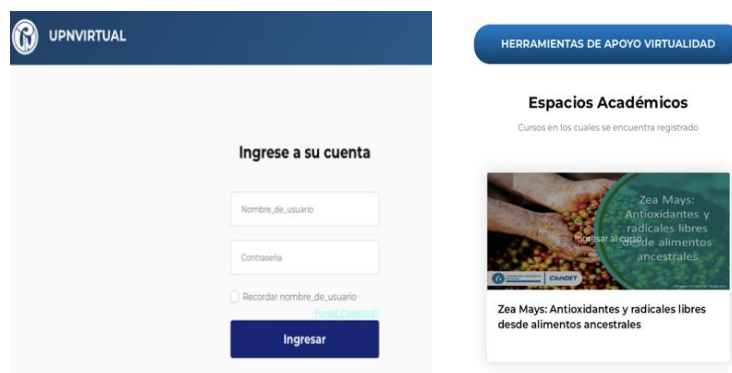 UPNVIRTUAL
Ingrese a su cuenta
Nombre_de_usuario
Contraseña
Recordar nombre_de_usuario
Forgot Password?
Ingresar
HERRAMIENTAS DE APOYO VIRTUALIDAD
Espacios Académicos
Cursos en los cuales se encuentra registrado
Zea Mays:
Antioxidantes y
radicales libres
Ingresar al curso
desde alimentos
ancestrales
Zea Mays: Antioxidantes y radicales libres
desde alimentos ancestrales